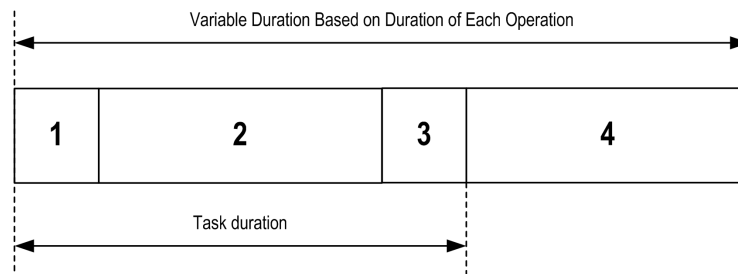 Variable Duration Based on Duration of Each Operation
1 2 3 4
Task duration